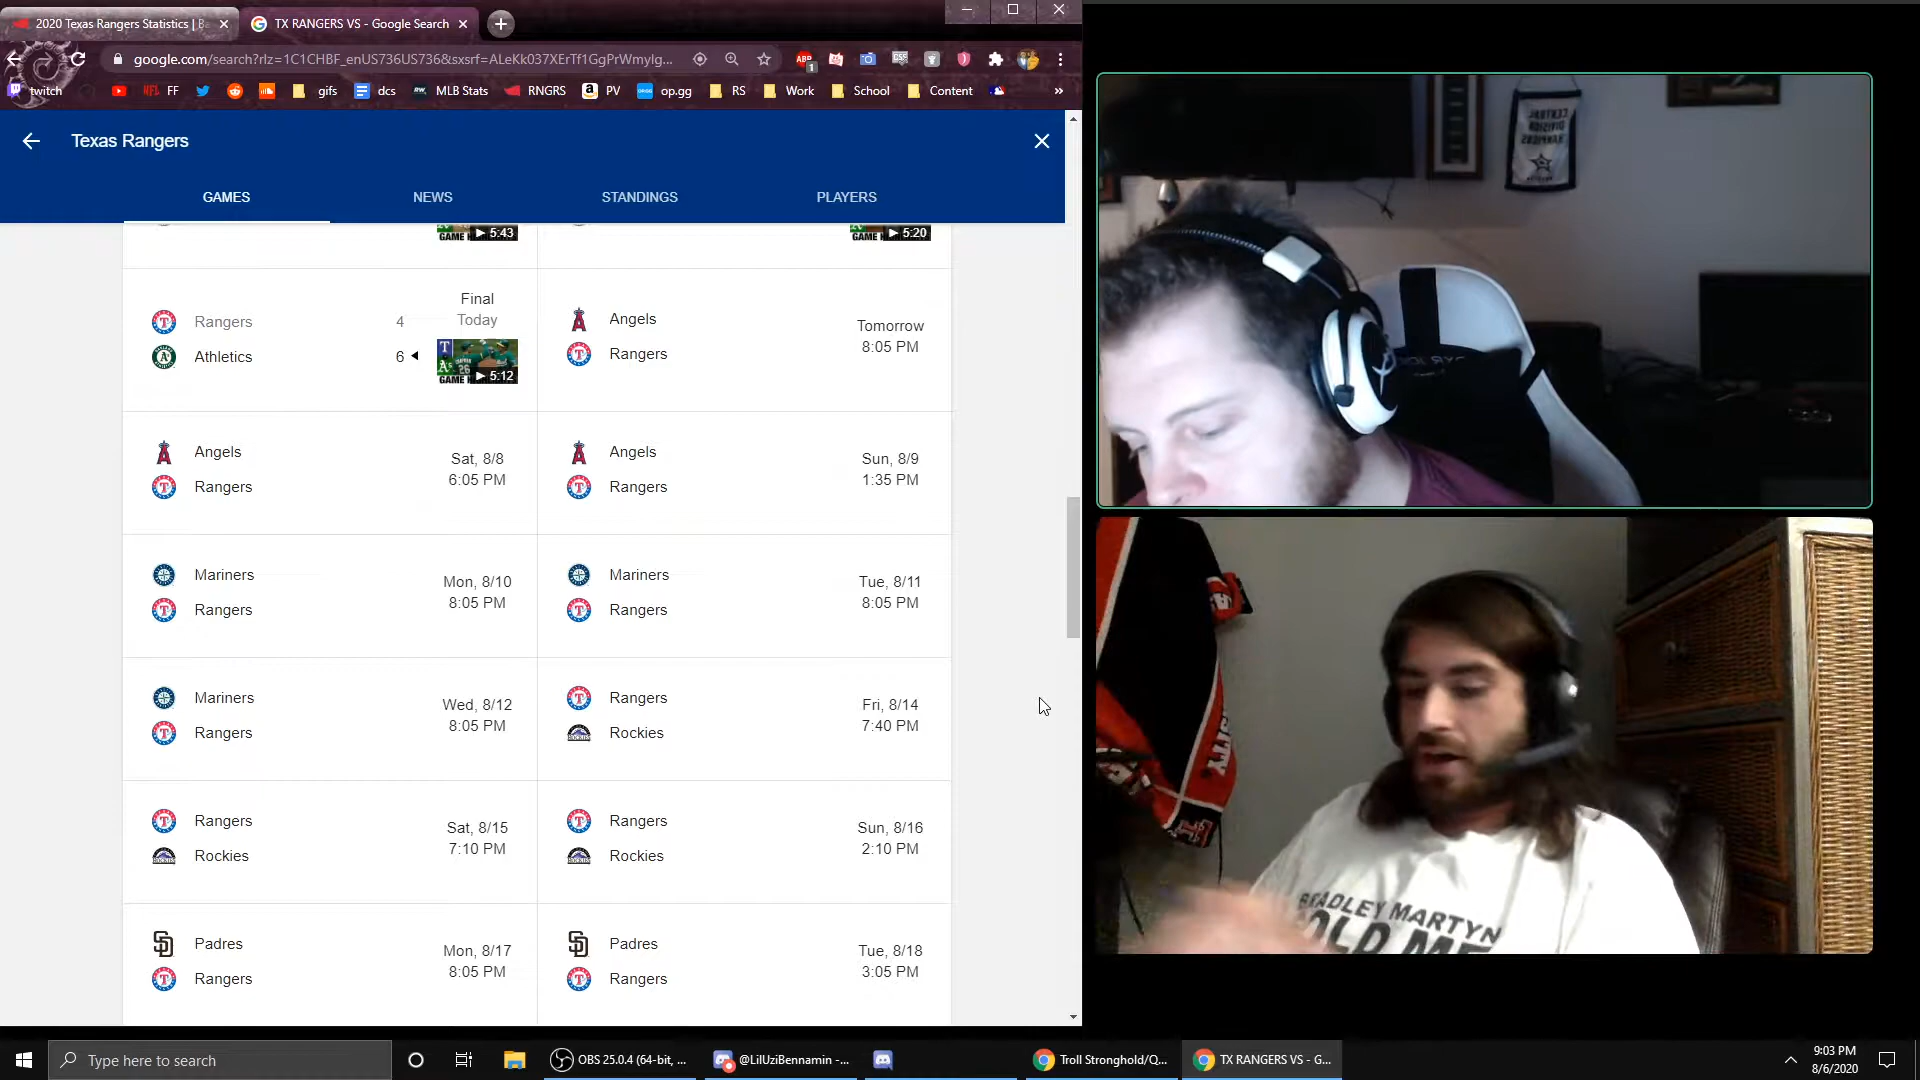 2020 Texas Rangers Statistics | Ba
TX RANGERS VS - Google Search
google.com/search?rlz=1C1CHBF_enUS736US736&sxsrf=ALeKk037XErTf1GgPrWmylg...
twitch
NFL FF
gifs
dcs
MLB Stats
RNGRS
PV
op.gg
RS
Work
School
Content
Texas Rangers
GAMES
NEWS
STANDINGS
PLAYERS
5:43
5:20
Rangers 4
Athletics 6
Final
Today
5:12
Angels
Rangers
Tomorrow
8:05 PM
Angels
Rangers
Sat, 8/8
6:05 PM
Angels
Rangers
Sun, 8/9
1:35 PM
Mariners
Rangers
Mon, 8/10
8:05 PM
Mariners
Rangers
Tue, 8/11
8:05 PM
Mariners
Rangers
Wed, 8/12
8:05 PM
Rangers
Rockies
Fri, 8/14
7:40 PM
Rangers
Rockies
Sat, 8/15
7:10 PM
Rangers
Rockies
Sun, 8/16
2:10 PM
Padres
Rangers
Mon, 8/17
8:05 PM
Padres
Rangers
Tue, 8/18
3:05 PM
BRADLEY MARTYN
Type here to search
OBS 25.0.4 (64-bit, ...
@LilUziBennamin -...
Troll Stronghold/Q...
TX RANGERS VS - G...
9:03 PM
8/6/2020